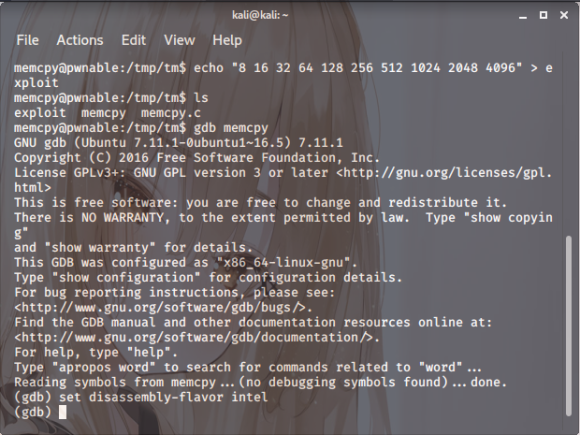 kali@kali: ~
File Actions Edit View Help
memcpy@pwnable:/tmp/tm$ echo "8 16 32 64 128 256 512 1024 2048 4096" > e
xploit
memcpy@pwnable:/tmp/tm$ ls
exploit memcpy memcpy.c
memcpy@pwnable:/tmp/tm$ gdb memcpy
GNU gdb (Ubuntu 7.11.1-0ubuntu1~16.5) 7.11.1
Copyright (C) 2016 Free Software Foundation, Inc.
License GPLv3+: GNU GPL version 3 or later <http://gnu.org/licenses/gpl.
html>
This is free software: you are free to change and redistribute it.
There is NO WARRANTY, to the extent permitted by law. Type "show copyin
g"
and "show warranty" for details.
This GDB was configured as "x86_64-linux-gnu".
Type "show configuration" for configuration details.
For bug reporting instructions, please see:
<http://www.gnu.org/software/gdb/bugs/>.
Find the GDB manual and other documentation resources online at:
<http://www.gnu.org/software/gdb/documentation/>.
For help, type "help".
Type "apropos word" to search for commands related to "word"...
Reading symbols from memcpy...(no debugging symbols found)...done.
(gdb) set disassembly-flavor intel
(gdb)